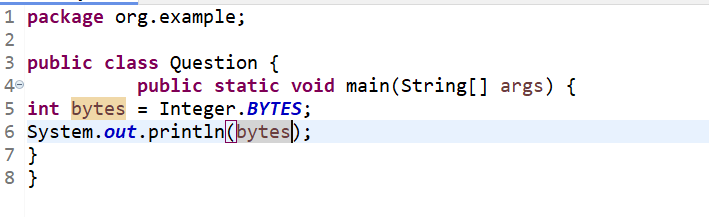 1 package org.example;
2
3 public class Question {
4 public static void main(String[] args) {
5 int bytes = Integer.BYTES;
6 System.out.println(bytes);
7 }
8 }